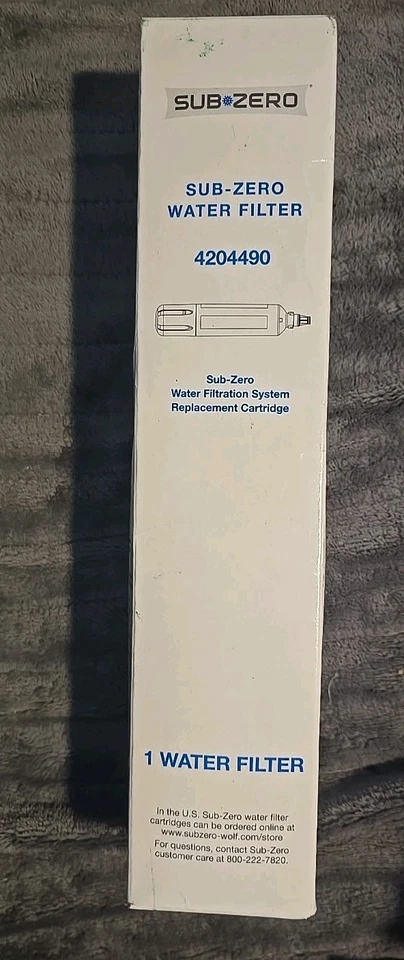 SUB ZERO
SUB-ZERO
WATER FILTER
4204490
Sub-Zero
Water Filtration System
Replacement Cartridge
1 WATER FILTER
In the U.S. Sub-Zero water filter
cartridges can be ordered online at
www.subzero-wolf.com/store
For questions, contact Sub-Zero
customer care at 800-222-7820.